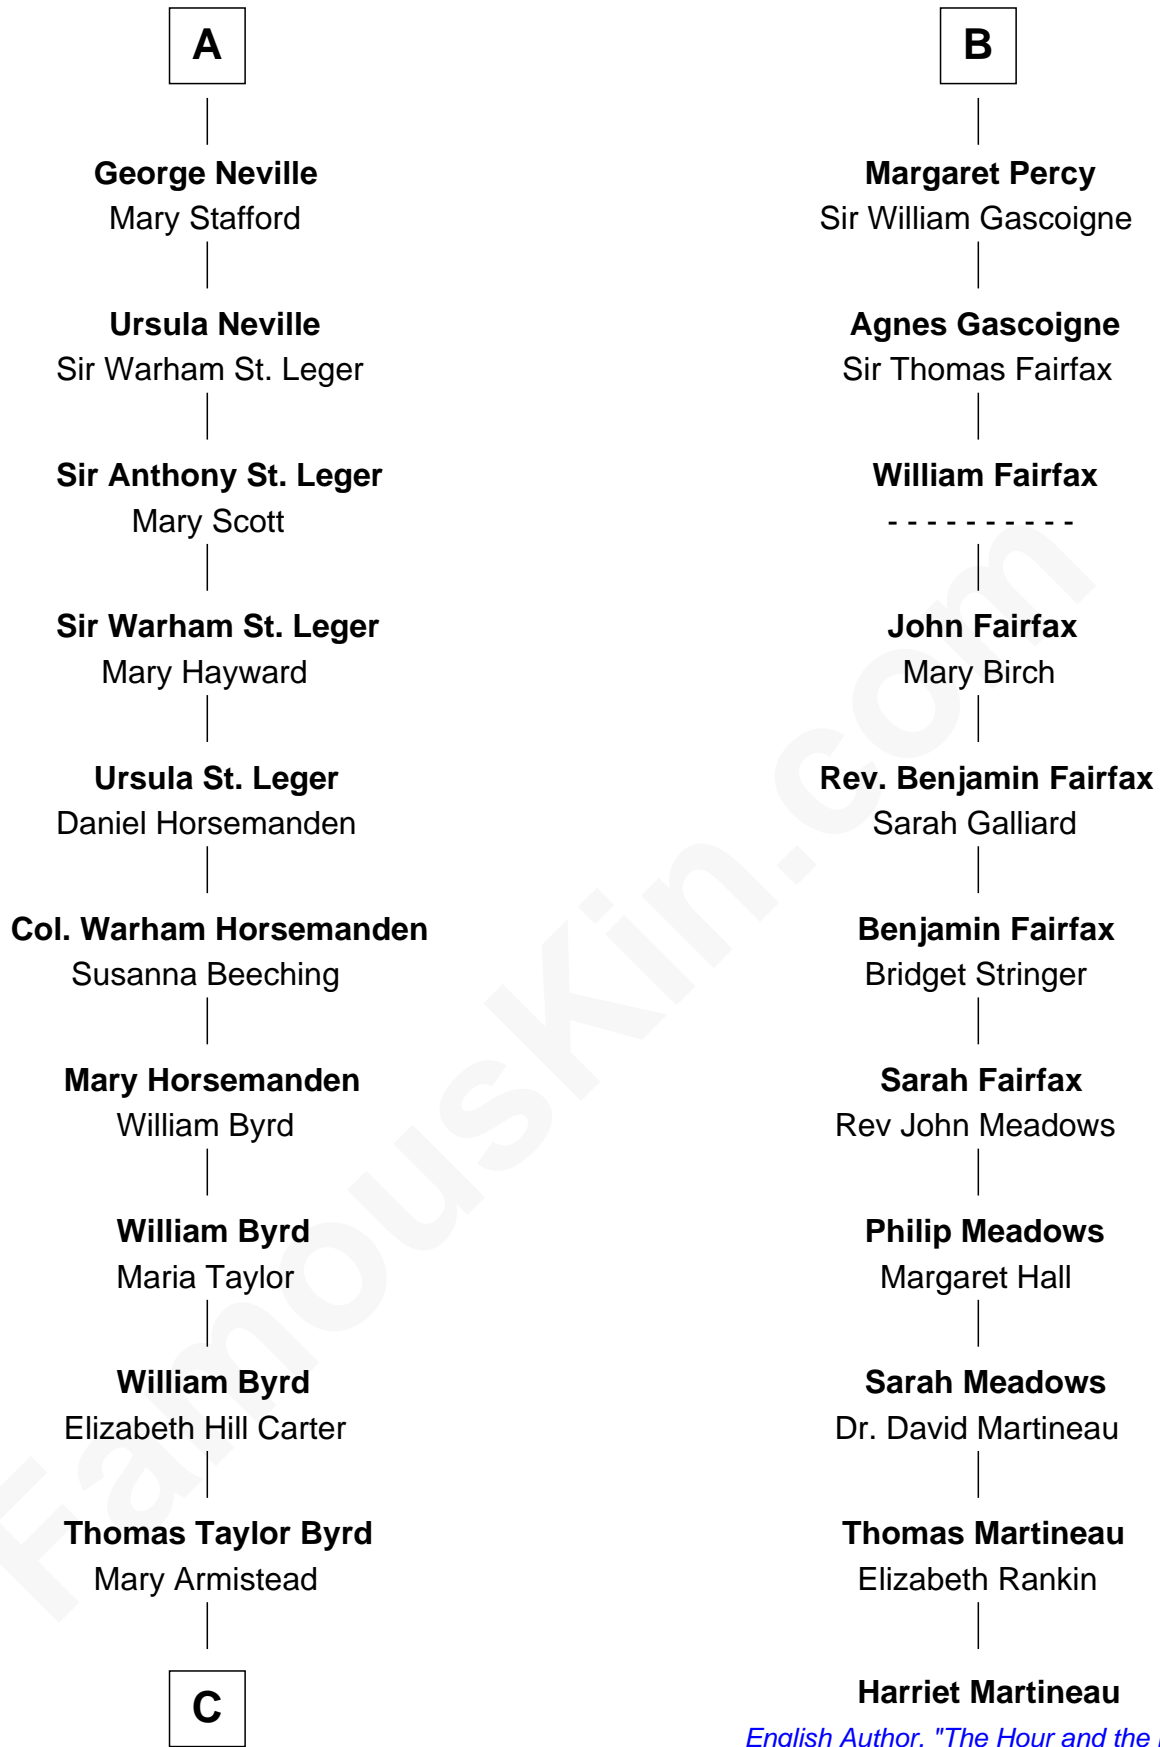 A
George Neville
Mary Stafford
Ursula Neville
Sir Warham St. Leger
Sir Anthony St. Leger
Mary Scott
Sir Warham St. Leger
Mary Hayward
Ursula St. Leger
Daniel Horsemanden
Col. Warham Horsemanden
Susanna Beeching
Mary Horsemanden
William Byrd
William Byrd
Maria Taylor
William Byrd
Elizabeth Hill Carter
Thomas Taylor Byrd
Mary Armistead
C
B
Margaret Percy
Sir William Gascoigne
Agnes Gascoigne
Sir Thomas Fairfax
William Fairfax
- - - - - - - - - -
John Fairfax
Mary Birch
Rev. Benjamin Fairfax
Sarah Galliard
Benjamin Fairfax
Bridget Stringer
Sarah Fairfax
Rev John Meadows
Philip Meadows
Margaret Hall
Sarah Meadows
Dr. David Martineau
Thomas Martineau
Elizabeth Rankin
Harriet Martineau
English Author, "The Hour and the
FamousKin.com